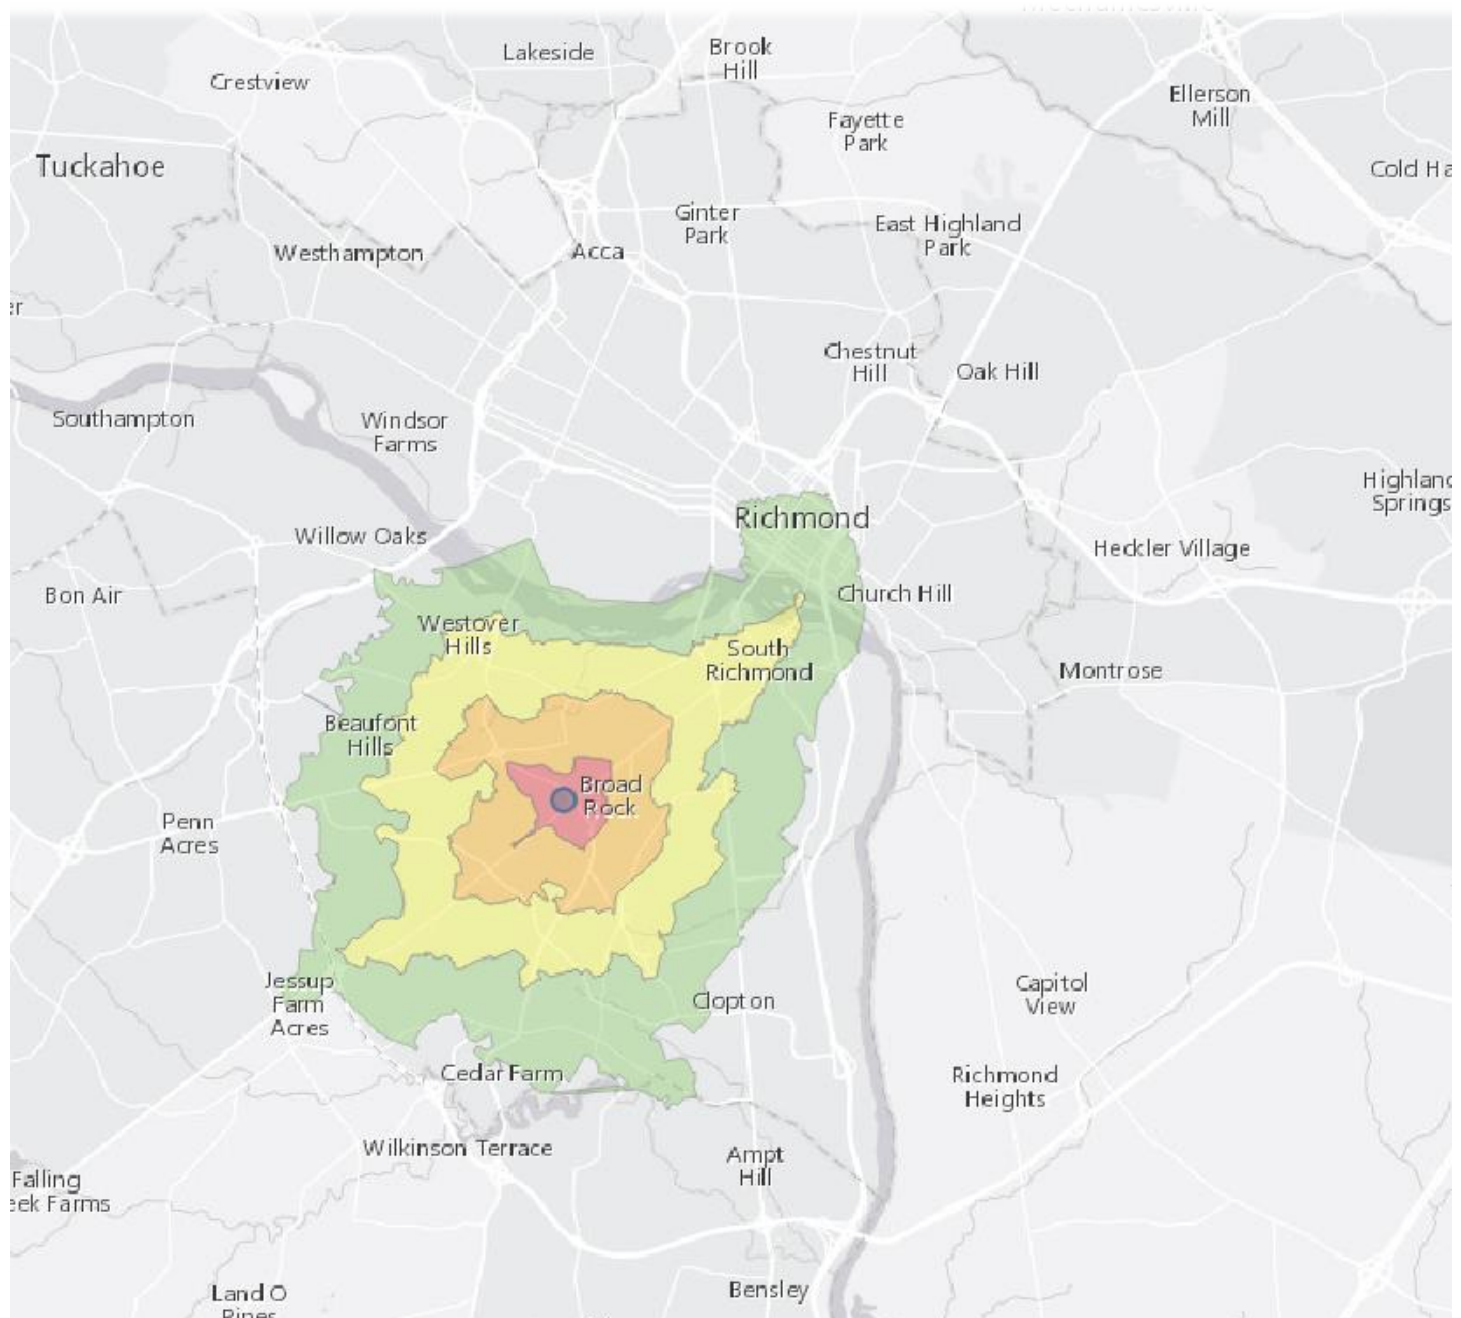 Lakeside
Brook
Hill
Crestview
Ellerson
Mill
Fayette
Park
Tuckahoe
Cold Ha
Ginter
Park
East Highland
Park
Westhampton
Acca
er
Chestnut
Hill
Oak Hill
Southampton
Windsor
Farms
Highland
Springs
Richmond
Willow Oaks
Heckler Village
Bon Air
Church Hill
Westover
Hills
South
Richmond
Montrose
Beaufont
Hills
Broad
Rock
Penn
Acres
Jessup
Farm
Acres
Clopton
Capitol
View
Cedar Farm
Richmond
Heights
Wilkinson Terrace
Ampt
Hill
Falling
eek Farms
Land O
Pines
Bensley